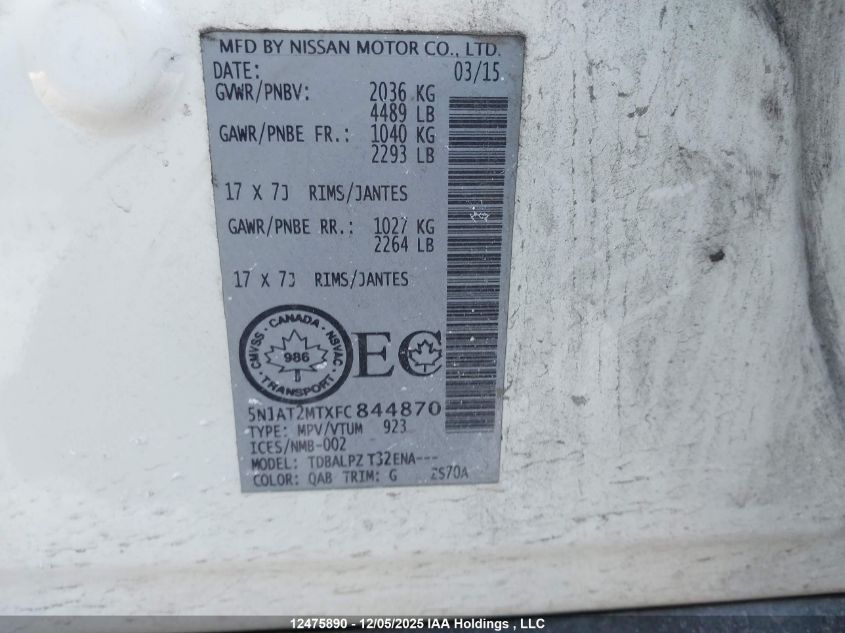 MFD BY NISSAN MOTOR CO., LTD.
DATE: 03/15
GVWR/PNBV: 2036 KG
4489 LB
GAWR/PNBE FR.: 1040 KG
2293 LB
17 X 7J RIMS/JANTES
GAWR/PNBE RR.: 1027 KG
2264 LB
17 X 7J RIMS/JANTES
CANADA
CMVSS · NSVAC
986
TRANSPORT
EC
5N1AT2MTXFC844870
TYPE: MPV/VTUM 923
ICES/NMB-002
MODEL: TDBALPZ T32ENA---
COLOR: QAB TRIM: G ZS70A
12475890 - 12/05/2025 IAA Holdings , LLC